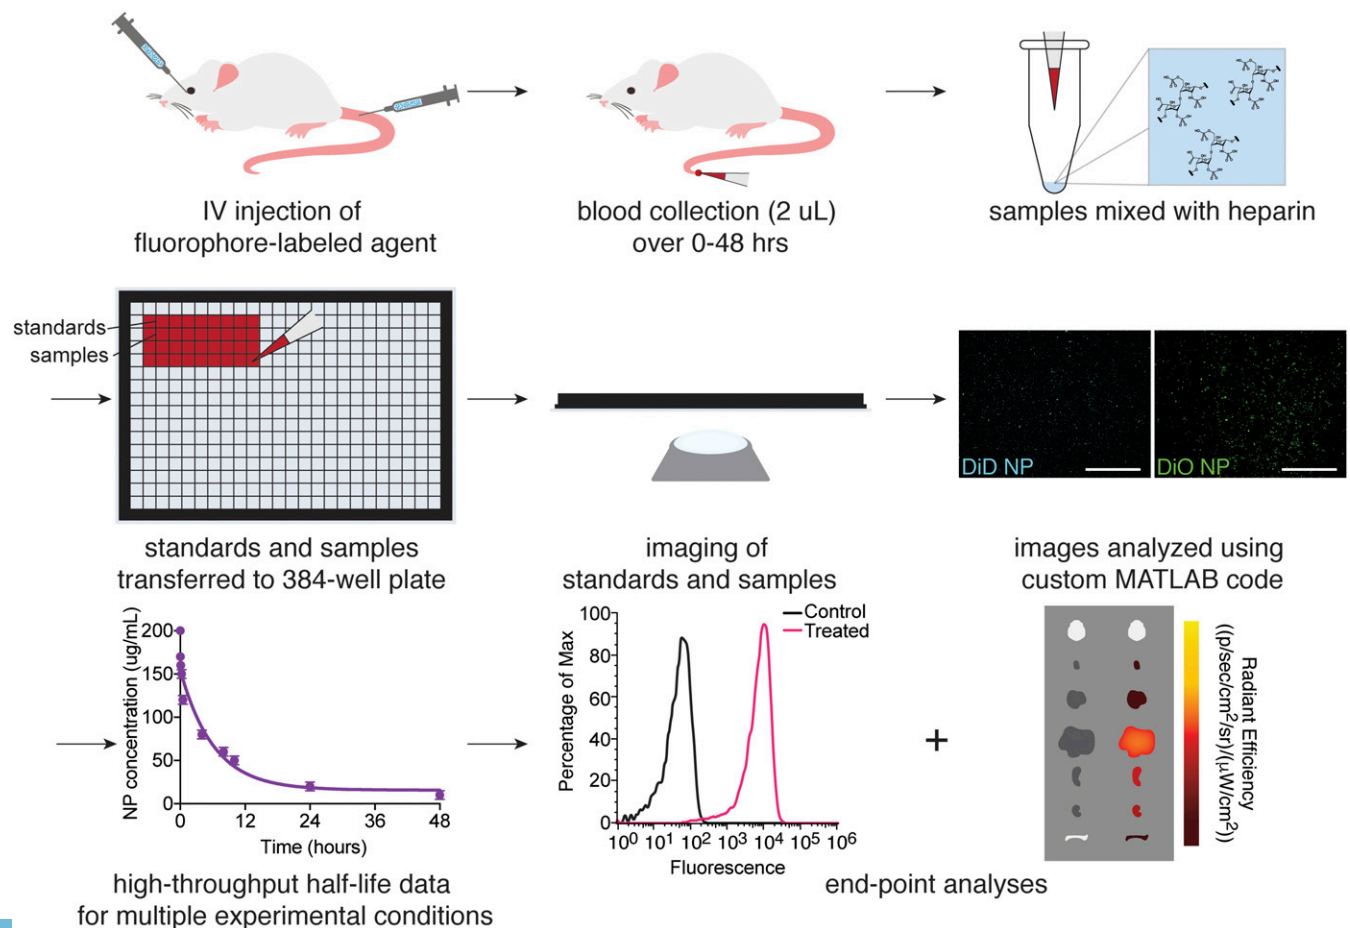 IV injection of
fluorophore-labeled agent
blood collection (2 uL)
over 0-48 hrs
samples mixed with heparin
standards
samples
standards and samples
transferred to 384-well plate
imaging of
standards and samples
DiD NP
DiO NP
images analyzed using
custom MATLAB code
NP concentration (ug/mL)
200
150
100
50
0
0 12 24 36 48
Time (hours)
high-throughput half-life data
for multiple experimental conditions
Percentage of Max
100
80
60
40
20
0
10⁰ 10¹ 10² 10³ 10⁴ 10⁵ 10⁶
Fluorescence
Control
Treated
+
Radiant Efficiency
((p/sec/cm²/sr)/(μW/cm²))
end-point analyses